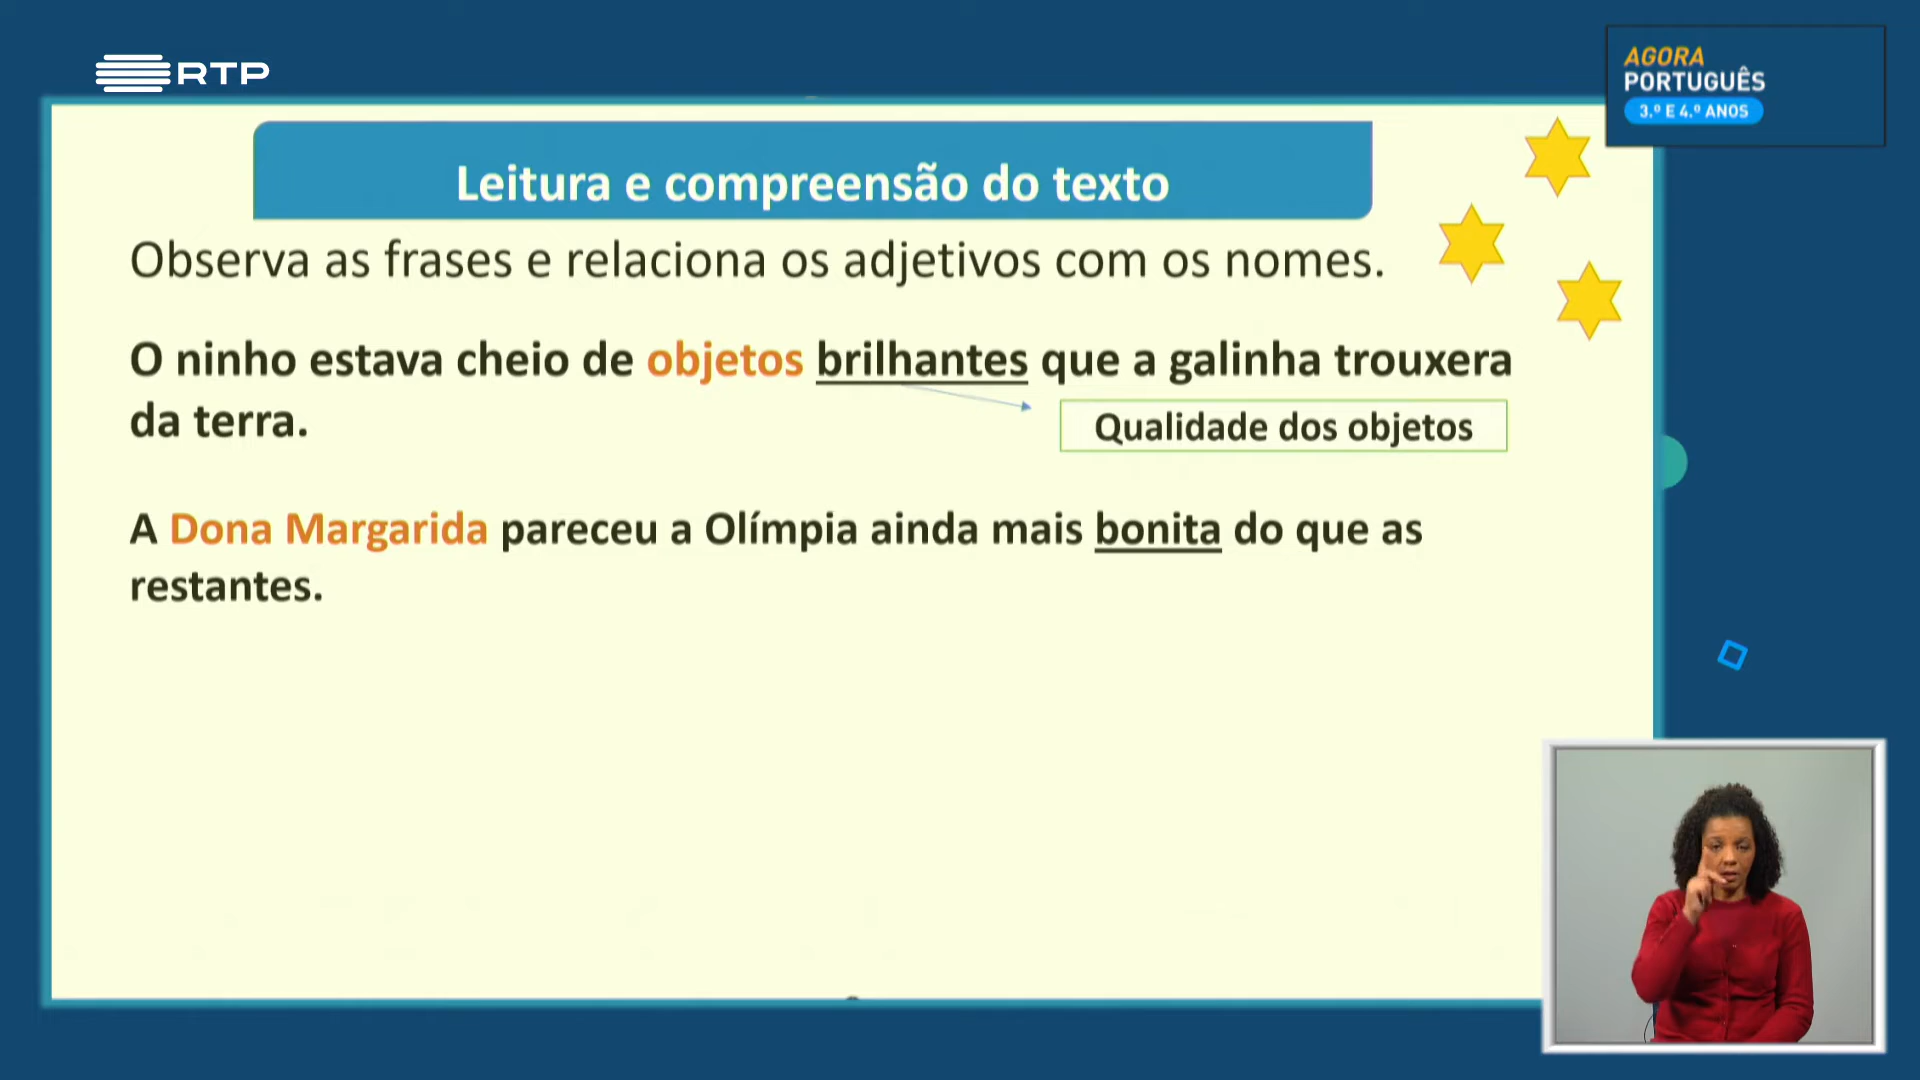 RTP
AGORA
PORTUGUÊS
3.º E 4.º ANOS
Leitura e compreensão do texto
Observa as frases e relaciona os adjetivos com os nomes.
O ninho estava cheio de objetos brilhantes que a galinha trouxera
da terra.
Qualidade dos objetos
A Dona Margarida pareceu a Olímpia ainda mais bonita do que as
restantes.